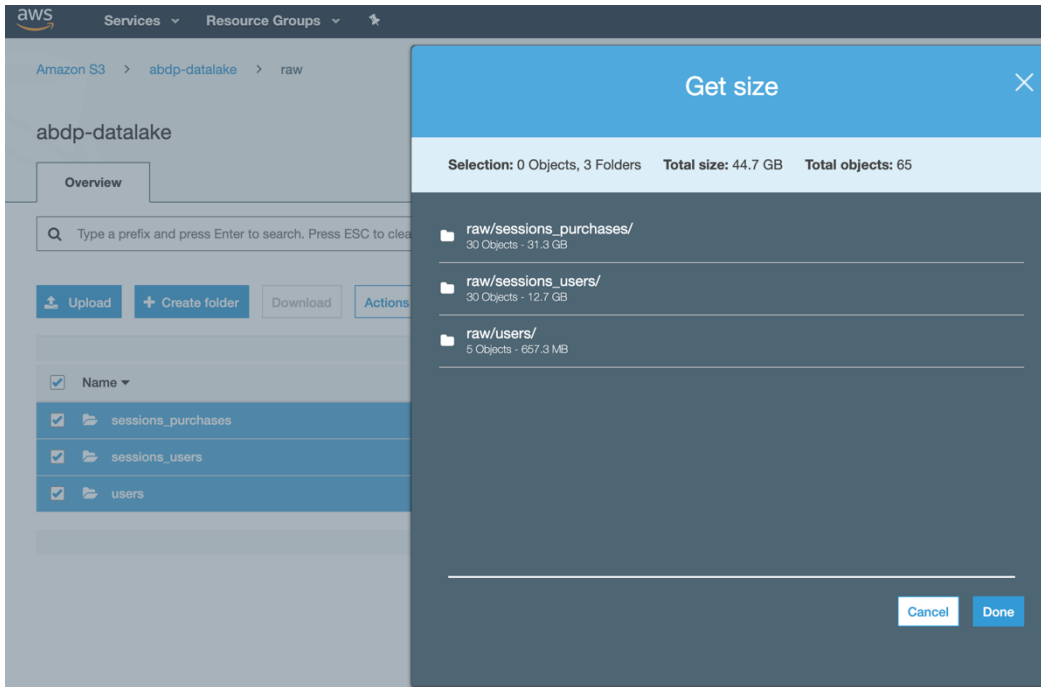 aws Services Resource Groups
Amazon S3 > abdp-datalake > raw
abdp-datalake
Overview
Type a prefix and press Enter to search. Press ESC to clea
Upload + Create folder Download Actions
Name
sessions_purchases
sessions_users
users
Get size
Selection: 0 Objects, 3 Folders Total size: 44.7 GB Total objects: 65
raw/sessions_purchases/
30 Objects - 31.3 GB
raw/sessions_users/
30 Objects - 12.7 GB
raw/users/
5 Objects - 657.3 MB
Cancel Done